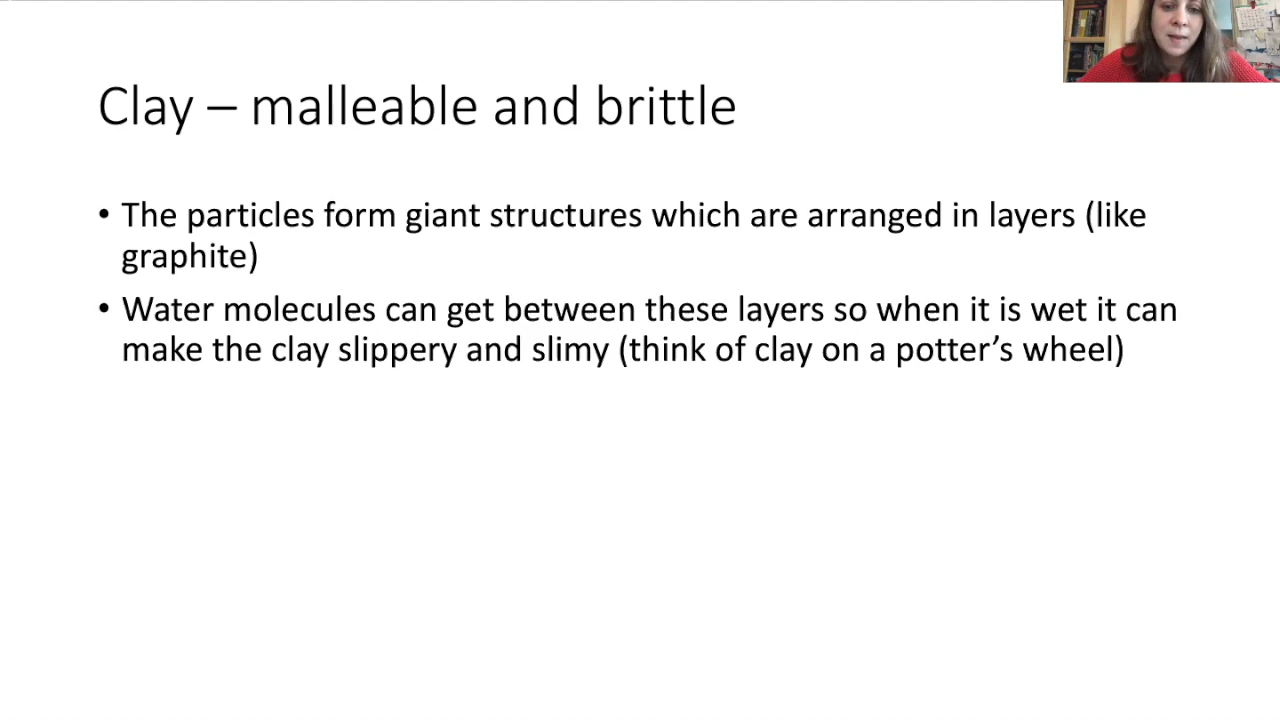 Clay – malleable and brittle
• The particles form giant structures which are arranged in layers (like
graphite)
• Water molecules can get between these layers so when it is wet it can
make the clay slippery and slimy (think of clay on a potter’s wheel)